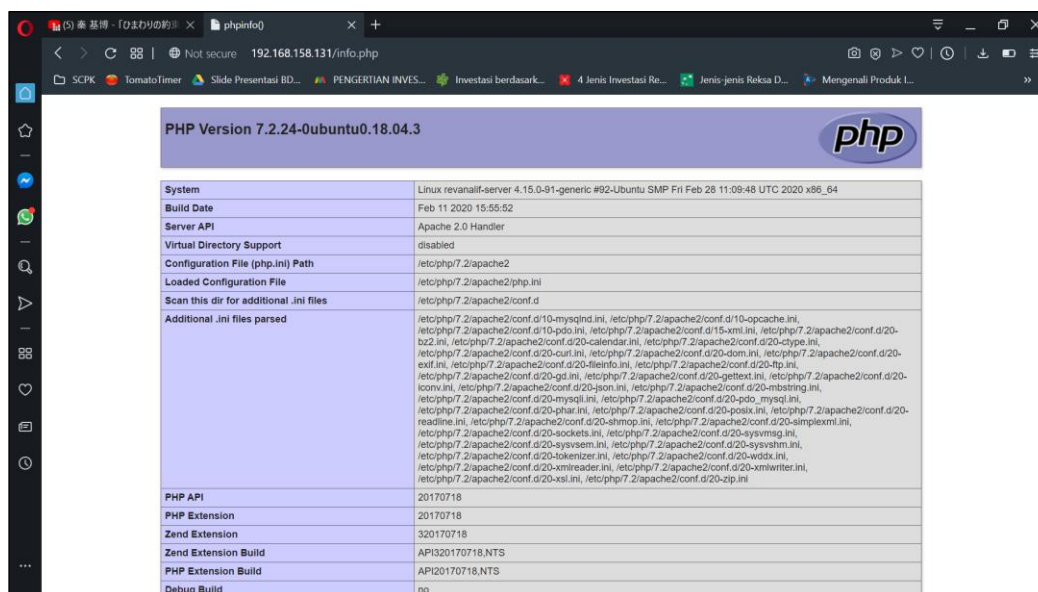 (5) 秦 基博 - 「ひまわりの約束
phpinfo()
Not secure 192.168.158.131/info.php
SCPK TomatoTimer Slide Presentasi BD... PENGERTIAN INVES... Investasi berdasark... 4 Jenis Investasi Re... Jenis-jenis Reksa D... Mengenali Produk I...
PHP Version 7.2.24-0ubuntu0.18.04.3
php
System Linux revanalif-server 4.15.0-91-generic #92-Ubuntu SMP Fri Feb 28 11:09:48 UTC 2020 x86_64
Build Date Feb 11 2020 15:55:52
Server API Apache 2.0 Handler
Virtual Directory Support disabled
Configuration File (php.ini) Path /etc/php/7.2/apache2
Loaded Configuration File /etc/php/7.2/apache2/php.ini
Scan this dir for additional .ini files /etc/php/7.2/apache2/conf.d
Additional .ini files parsed /etc/php/7.2/apache2/conf.d/10-mysqlnd.ini, /etc/php/7.2/apache2/conf.d/10-opcache.ini,
/etc/php/7.2/apache2/conf.d/10-pdo.ini, /etc/php/7.2/apache2/conf.d/15-xml.ini, /etc/php/7.2/apache2/conf.d/20-
bz2.ini, /etc/php/7.2/apache2/conf.d/20-calendar.ini, /etc/php/7.2/apache2/conf.d/20-ctype.ini,
/etc/php/7.2/apache2/conf.d/20-curl.ini, /etc/php/7.2/apache2/conf.d/20-dom.ini, /etc/php/7.2/apache2/conf.d/20-
exif.ini, /etc/php/7.2/apache2/conf.d/20-fileinfo.ini, /etc/php/7.2/apache2/conf.d/20-ftp.ini,
/etc/php/7.2/apache2/conf.d/20-gd.ini, /etc/php/7.2/apache2/conf.d/20-gettext.ini, /etc/php/7.2/apache2/conf.d/20-
iconv.ini, /etc/php/7.2/apache2/conf.d/20-json.ini, /etc/php/7.2/apache2/conf.d/20-mbstring.ini,
/etc/php/7.2/apache2/conf.d/20-mysqli.ini, /etc/php/7.2/apache2/conf.d/20-pdo_mysql.ini,
/etc/php/7.2/apache2/conf.d/20-phar.ini, /etc/php/7.2/apache2/conf.d/20-posix.ini, /etc/php/7.2/apache2/conf.d/20-
readline.ini, /etc/php/7.2/apache2/conf.d/20-shmop.ini, /etc/php/7.2/apache2/conf.d/20-simplexml.ini,
/etc/php/7.2/apache2/conf.d/20-sockets.ini, /etc/php/7.2/apache2/conf.d/20-sysvmsg.ini,
/etc/php/7.2/apache2/conf.d/20-sysvsem.ini, /etc/php/7.2/apache2/conf.d/20-sysvshm.ini,
/etc/php/7.2/apache2/conf.d/20-tokenizer.ini, /etc/php/7.2/apache2/conf.d/20-wddx.ini,
/etc/php/7.2/apache2/conf.d/20-xmlreader.ini, /etc/php/7.2/apache2/conf.d/20-xmlwriter.ini,
/etc/php/7.2/apache2/conf.d/20-xsl.ini, /etc/php/7.2/apache2/conf.d/20-zip.ini
PHP API 20170718
PHP Extension 20170718
Zend Extension 320170718
Zend Extension Build API320170718,NTS
PHP Extension Build API20170718,NTS
Debug Build no